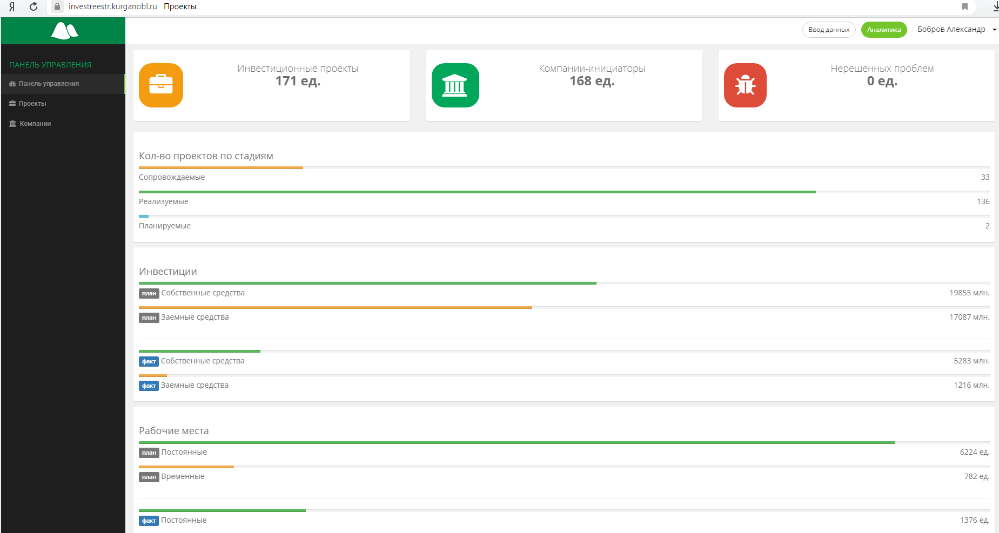 Я investreestr.kurganobl.ru Проекты
Ввод данных Аналитика Бобров Александр
ПАНЕЛЬ УПРАВЛЕНИЯ
Панель управления
Проекты
Компании
Инвестиционные проекты
171 ед.
Компании-инициаторы
168 ед.
Нерешенных проблем
0 ед.
Кол-во проектов по стадиям
Сопровождаемые 33
Реализуемые 136
Планируемые 2
Инвестиции
план Собственные средства 19855 млн.
план Заемные средства 17087 млн.
факт Собственные средства 5283 млн.
факт Заемные средства 1216 млн.
Рабочие места
план Постоянные 6224 ед.
план Временные 782 ед.
факт Постоянные 1376 ед.